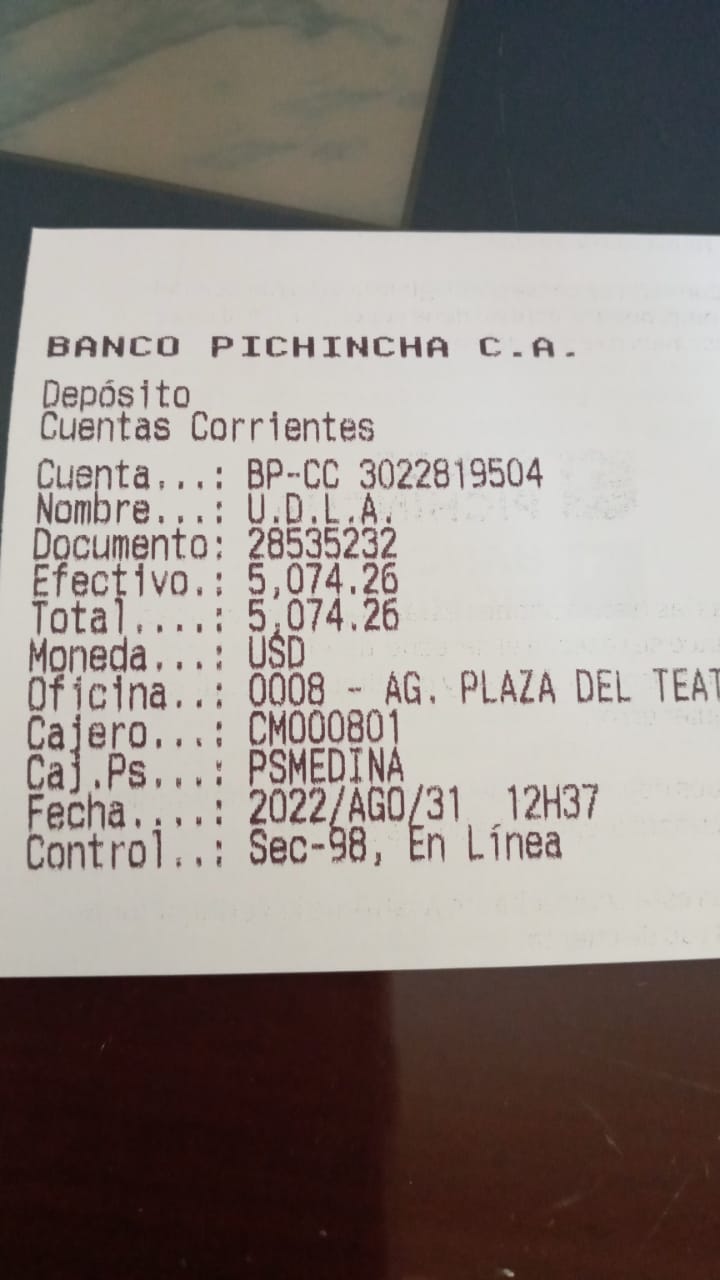 BANCO PICHINCHA C.A.
Depósito
Cuentas Corrientes
Cuenta...: BP-CC 3022819504
Nombre...: U.D.L.A.
Documento: 28535232
Efectivo.: 5,074.26
Total....: 5,074.26
Moneda...: USD
Oficina..: 0008 - AG. PLAZA DEL TEAT
Cajero...: CM000801
Caj.Ps...: PSMEDINA
Fecha....: 2022/AGO/31 12H37
Control..: Sec-98, En Línea